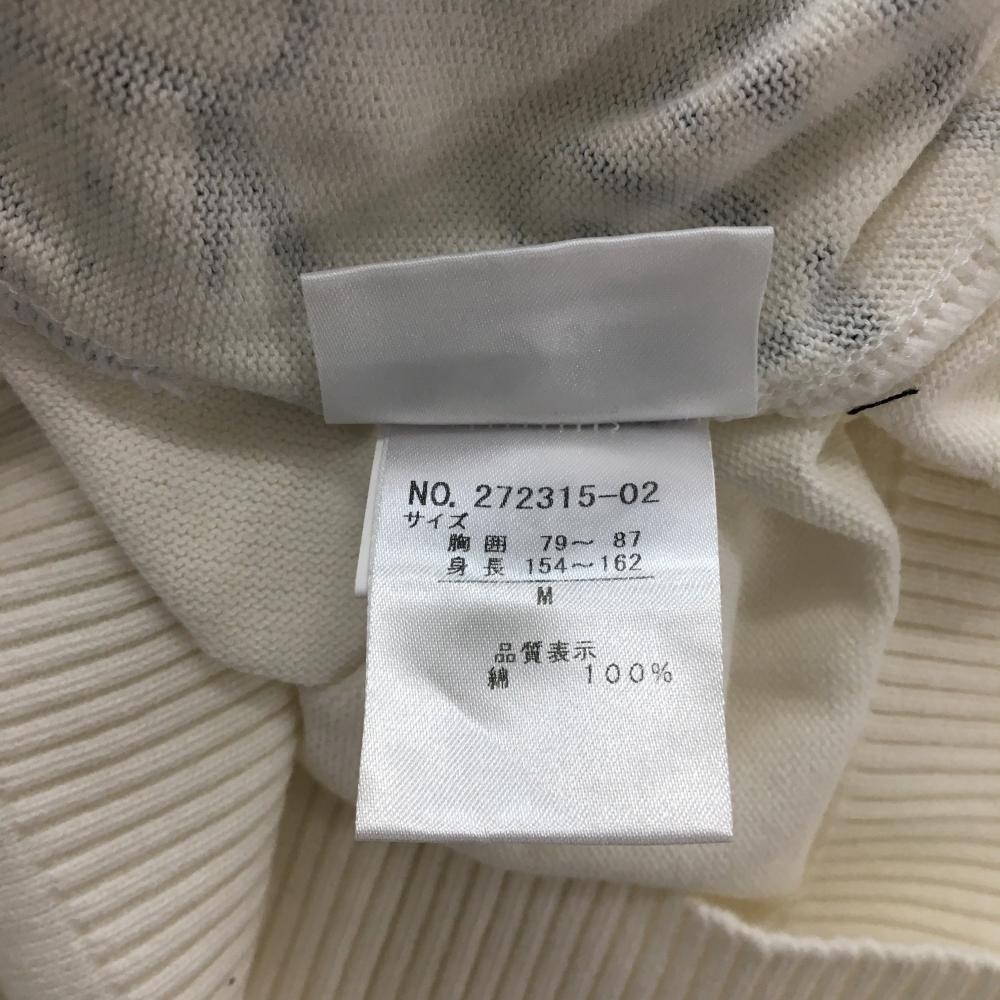 NO. 272315-02
サイズ
胸囲 79〜 87
身長 154〜162
M
品質表示
綿 100%